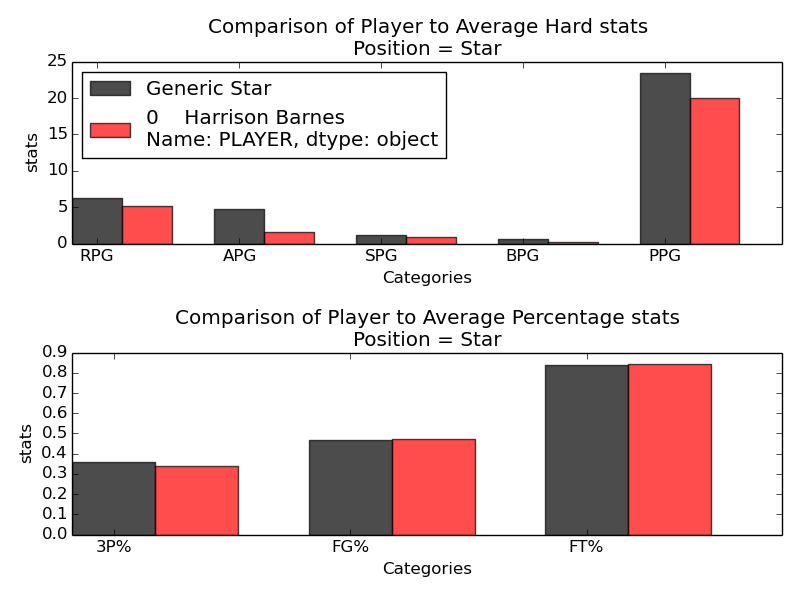 Comparison of Player to Average Hard stats
Position = Star
25
20
15
10
5
0
stats
Generic Star
0    Harrison Barnes
Name: PLAYER, dtype: object
RPG
APG
SPG
BPG
PPG
Categories
Comparison of Player to Average Percentage stats
Position = Star
0.9
0.8
0.7
0.6
0.5
0.4
0.3
0.2
0.1
0.0
stats
3P%
FG%
FT%
Categories